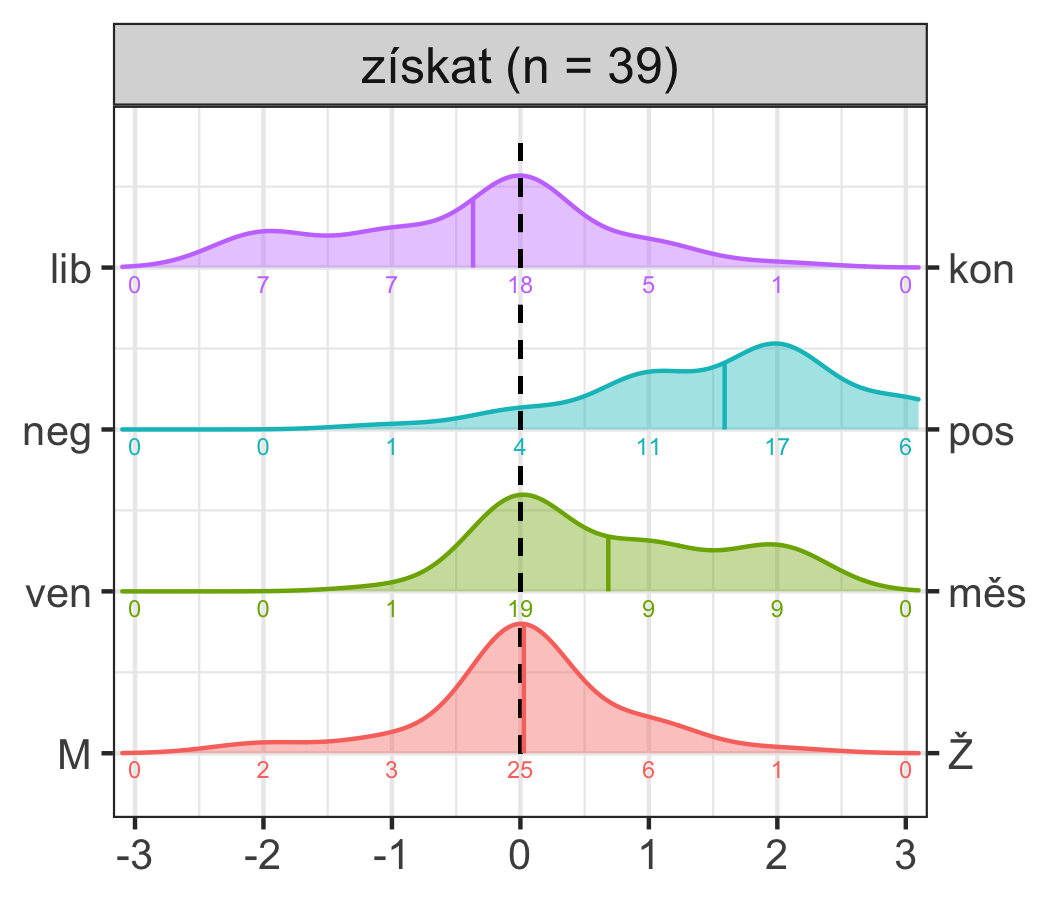 získat (n = 39)
lib kon
0 7 7 18 5 1 0
neg pos
0 0 1 4 11 17 6
ven měs
0 0 1 19 9 9 0
M Ž
0 2 3 25 6 1 0
-3 -2 -1 0 1 2 3